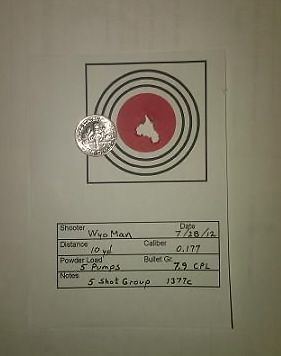 Shooter Wyo Man Date 7/28/12
Distance 10 yd Caliber 0.177
Powder Load 5 Pumps Bullet Gr. 7.9 CPL
Notes 5 Shot Group 1377c